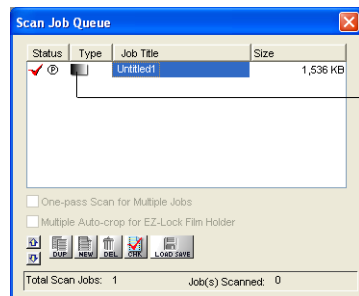 Scan Job Queue
Status Type Job Title Size
P Untitled1 1,536 KB
One-pass Scan for Multiple Jobs
Multiple Auto-crop for EZ-Lock Film Holder
DUP NEW DEL CHK LOAD SAVE
Total Scan Jobs: 1 Job(s) Scanned: 0